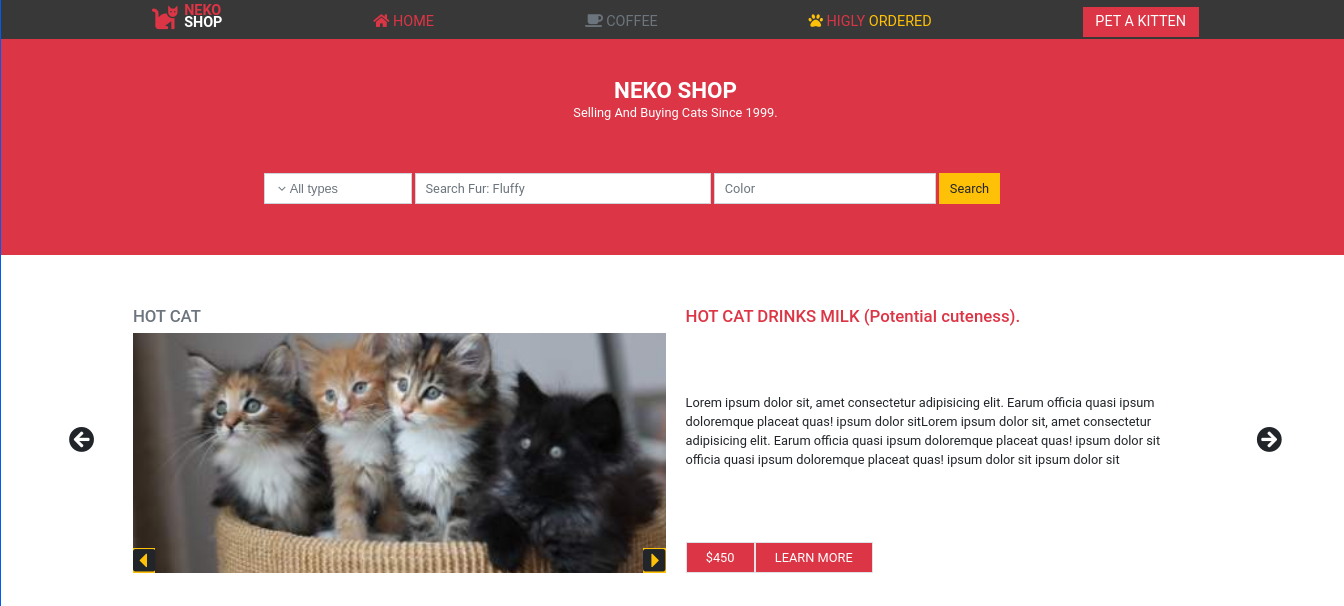 NEKO
SHOP
HOME
COFFEE
HIGLY ORDERED
PET A KITTEN
NEKO SHOP
Selling And Buying Cats Since 1999.
All types
Search Fur: Fluffy
Color
Search
HOT CAT
HOT CAT DRINKS MILK (Potential cuteness).
Lorem ipsum dolor sit, amet consectetur adipisicing elit. Earum officia quasi ipsum
doloremque placeat quas! ipsum dolor sitLorem ipsum dolor sit, amet consectetur
adipisicing elit. Earum officia quasi ipsum doloremque placeat quas! ipsum dolor sit
officia quasi ipsum doloremque placeat quas! ipsum dolor sit ipsum dolor sit
$450
LEARN MORE